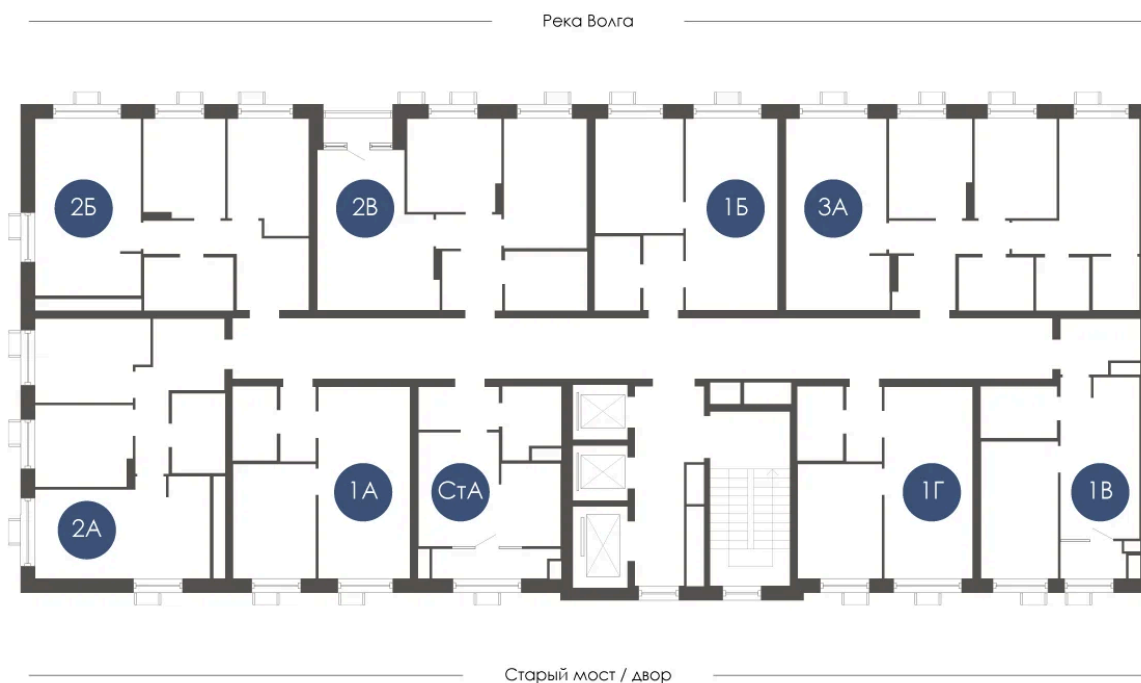 Река Волга
2Б
2В
1Б
3А
2А
1А
СтА
1Г
1В
Старый мост / двор